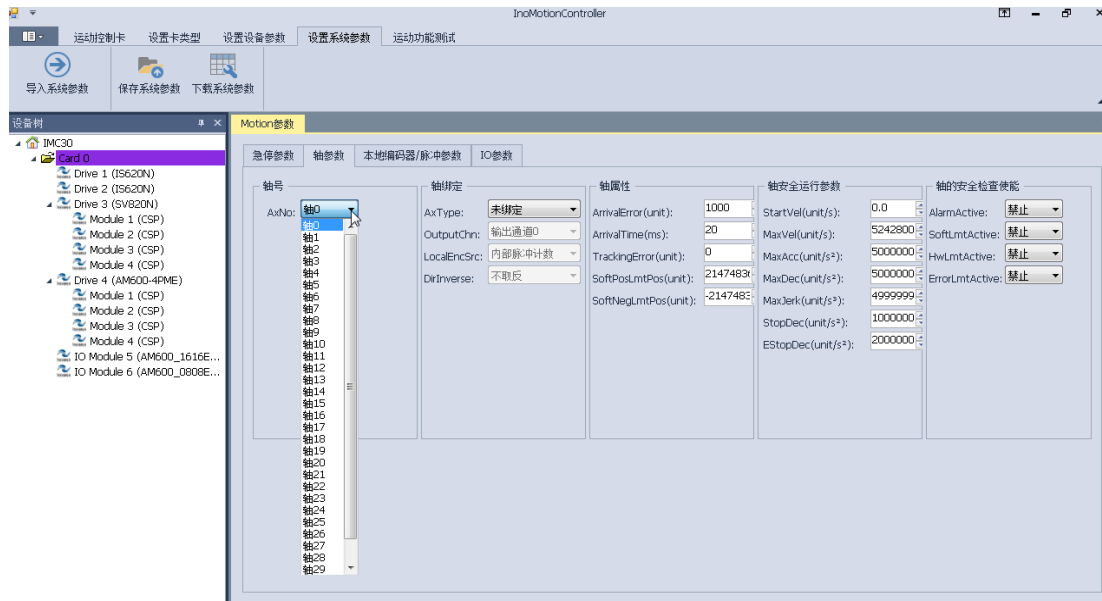 InoMotionController
运动控制卡 设置卡类型 设置设备参数 设置系统参数 运动功能测试
导入系统参数 保存系统参数 下载系统参数
设备树
Motion参数
IMC30
Card 0
Drive 1 (IS620N)
Drive 2 (IS620N)
Drive 3 (SV820N)
Module 1 (CSP)
Module 2 (CSP)
Module 3 (CSP)
Module 4 (CSP)
Drive 4 (AM600-4PME)
Module 1 (CSP)
Module 2 (CSP)
Module 3 (CSP)
Module 4 (CSP)
IO Module 5 (AM600_1616E...
IO Module 6 (AM600_0808E...
急停参数 轴参数 本地编码器/脉冲参数 IO参数
轴号
AxNo: 轴0
轴0
轴1
轴2
轴3
轴4
轴5
轴6
轴7
轴8
轴9
轴10
轴11
轴12
轴13
轴14
轴15
轴16
轴17
轴18
轴19
轴20
轴21
轴22
轴23
轴24
轴25
轴26
轴27
轴28
轴29
轴绑定
AxType: 未绑定
OutputChn: 输出通道0
LocalEncSrc: 内部脉冲计数
DirInverse: 不取反
轴属性
ArrivalError(unit): 1000
ArrivalTime(ms): 20
TrackingError(unit): 0
SoftPosLmtPos(unit): 2147483
SoftNegLmtPos(unit): -2147483
轴安全运行参数
StartVel(unit/s): 0.0
MaxVel(unit/s): 5242800
MaxAcc(unit/s²): 5000000
MaxDec(unit/s²): 5000000
MaxJerk(unit/s²): 4999999
StopDec(unit/s²): 1000000
EStopDec(unit/s²): 2000000
轴的安全检查使能
AlarmActive: 禁止
SoftLmtActive: 禁止
HwLmtActive: 禁止
ErrorLmtActive: 禁止